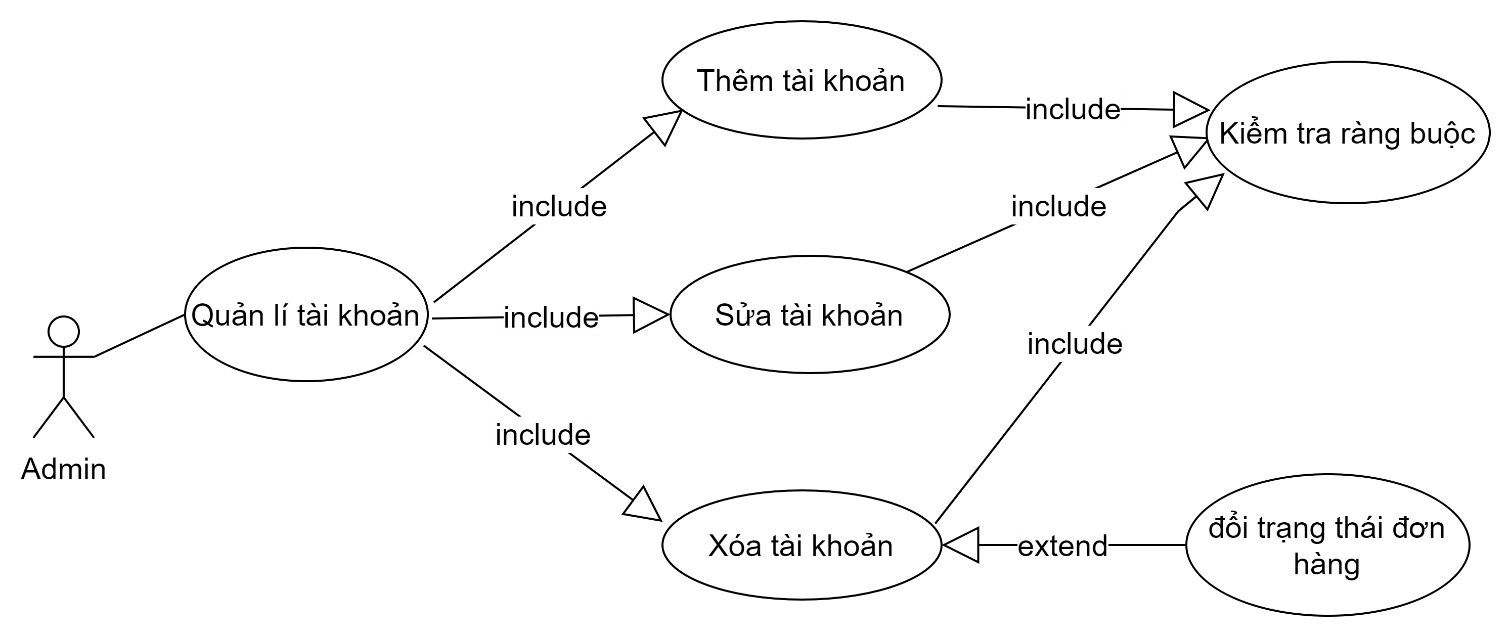 Thêm tài khoản
include
Kiểm tra ràng buộc
include
include
Quản lí tài khoản
include
Sửa tài khoản
include
Admin
include
Xóa tài khoản
extend
đổi trạng thái đơn
hàng